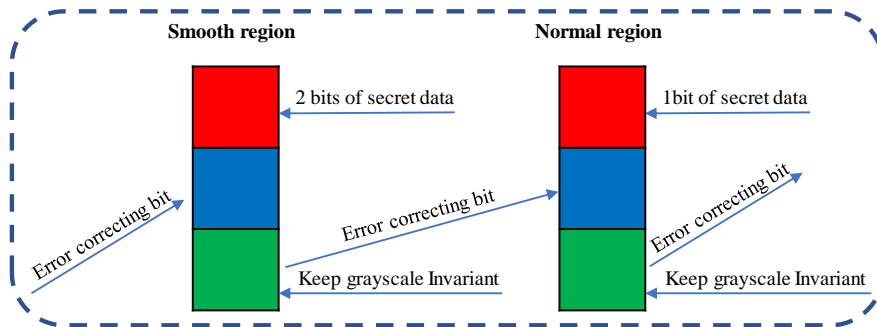 Smooth region
Normal region
2 bits of secret data
1bit of secret data
Error correcting bit
Error correcting bit
Error correcting bit
Keep grayscale Invariant
Keep grayscale Invariant